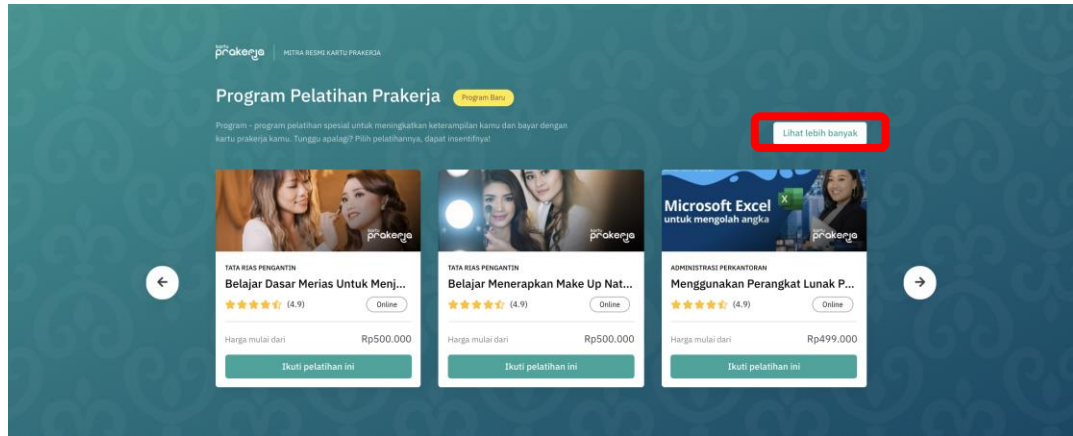 kartu
prakerja
MITRA RESMI KARTU PRAKERJA
Program Pelatihan Prakerja
Program Baru
Program - program pelatihan spesial untuk meningkatkan keterampilan kamu dan bayar dengan
kartu prakerja kamu. Tunggu apalagi? Pilih pelatihannya, dapat insentifnya!
Lihat lebih banyak
kartu
prakerja
TATA RIAS PENGANTIN
Belajar Dasar Merias Untuk Menj...
(4.9)
Online
Harga mulai dari
Rp500.000
Ikuti pelatihan ini
kartu
prakerja
TATA RIAS PENGANTIN
Belajar Menerapkan Make Up Nat...
(4.9)
Online
Harga mulai dari
Rp500.000
Ikuti pelatihan ini
Microsoft Excel
untuk mengolah angka
X
kartu
prakerja
ADMINISTRASI PERKANTORAN
Menggunakan Perangkat Lunak P...
(4.9)
Online
Harga mulai dari
Rp499.000
Ikuti pelatihan ini